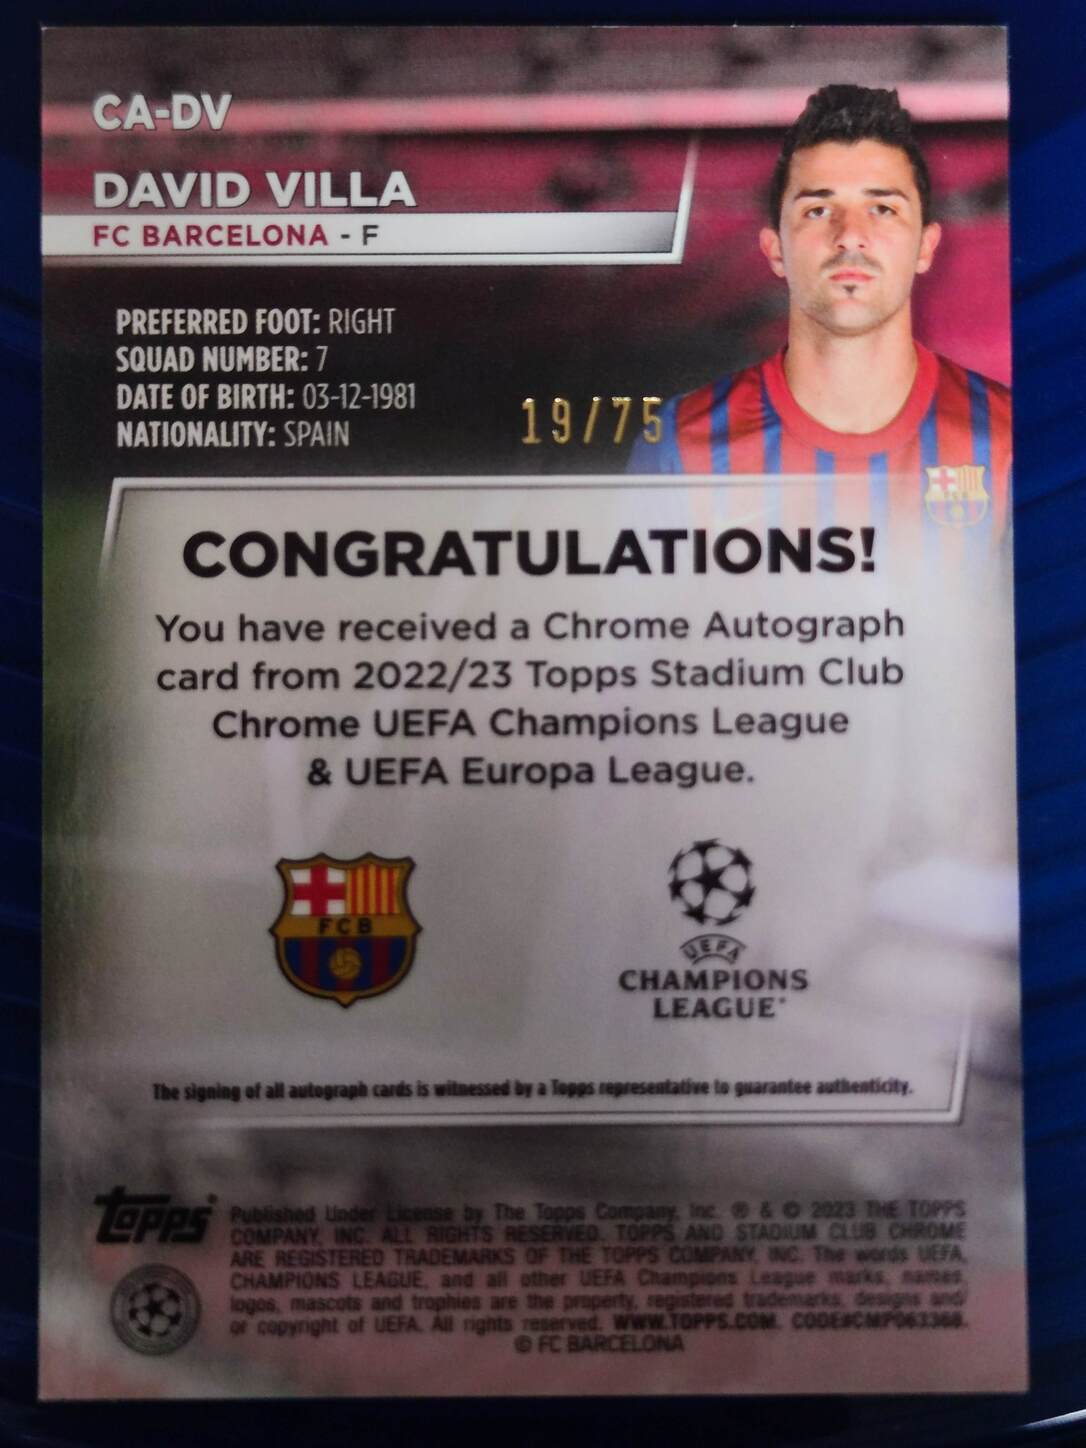 CA-DV
DAVID VILLA
FC BARCELONA - F
PREFERRED FOOT: RIGHT
SQUAD NUMBER: 7
DATE OF BIRTH: 03-12-1981
NATIONALITY: SPAIN
19/75
CONGRATULATIONS!
You have received a Chrome Autograph
card from 2022/23 Topps Stadium Club
Chrome UEFA Champions League
& UEFA Europa League.
FCB
UEFA
CHAMPIONS
LEAGUE®
The signing of all autograph cards is witnessed by a Topps representative to guarantee authenticity.
topps®
Published Under License by The Topps Company, Inc. ® & © 2023 THE TOPPS
COMPANY, INC. ALL RIGHTS RESERVED. TOPPS AND STADIUM CLUB CHROME
ARE REGISTERED TRADEMARKS OF THE TOPPS COMPANY, INC. The words UEFA,
CHAMPIONS LEAGUE, and all other UEFA Champions League marks, names,
logos, mascots and trophies are the property, registered trademarks, designs and/
or copyright of UEFA. All rights reserved. WWW.TOPPS.COM. CODE#CMP063368.
© FC BARCELONA